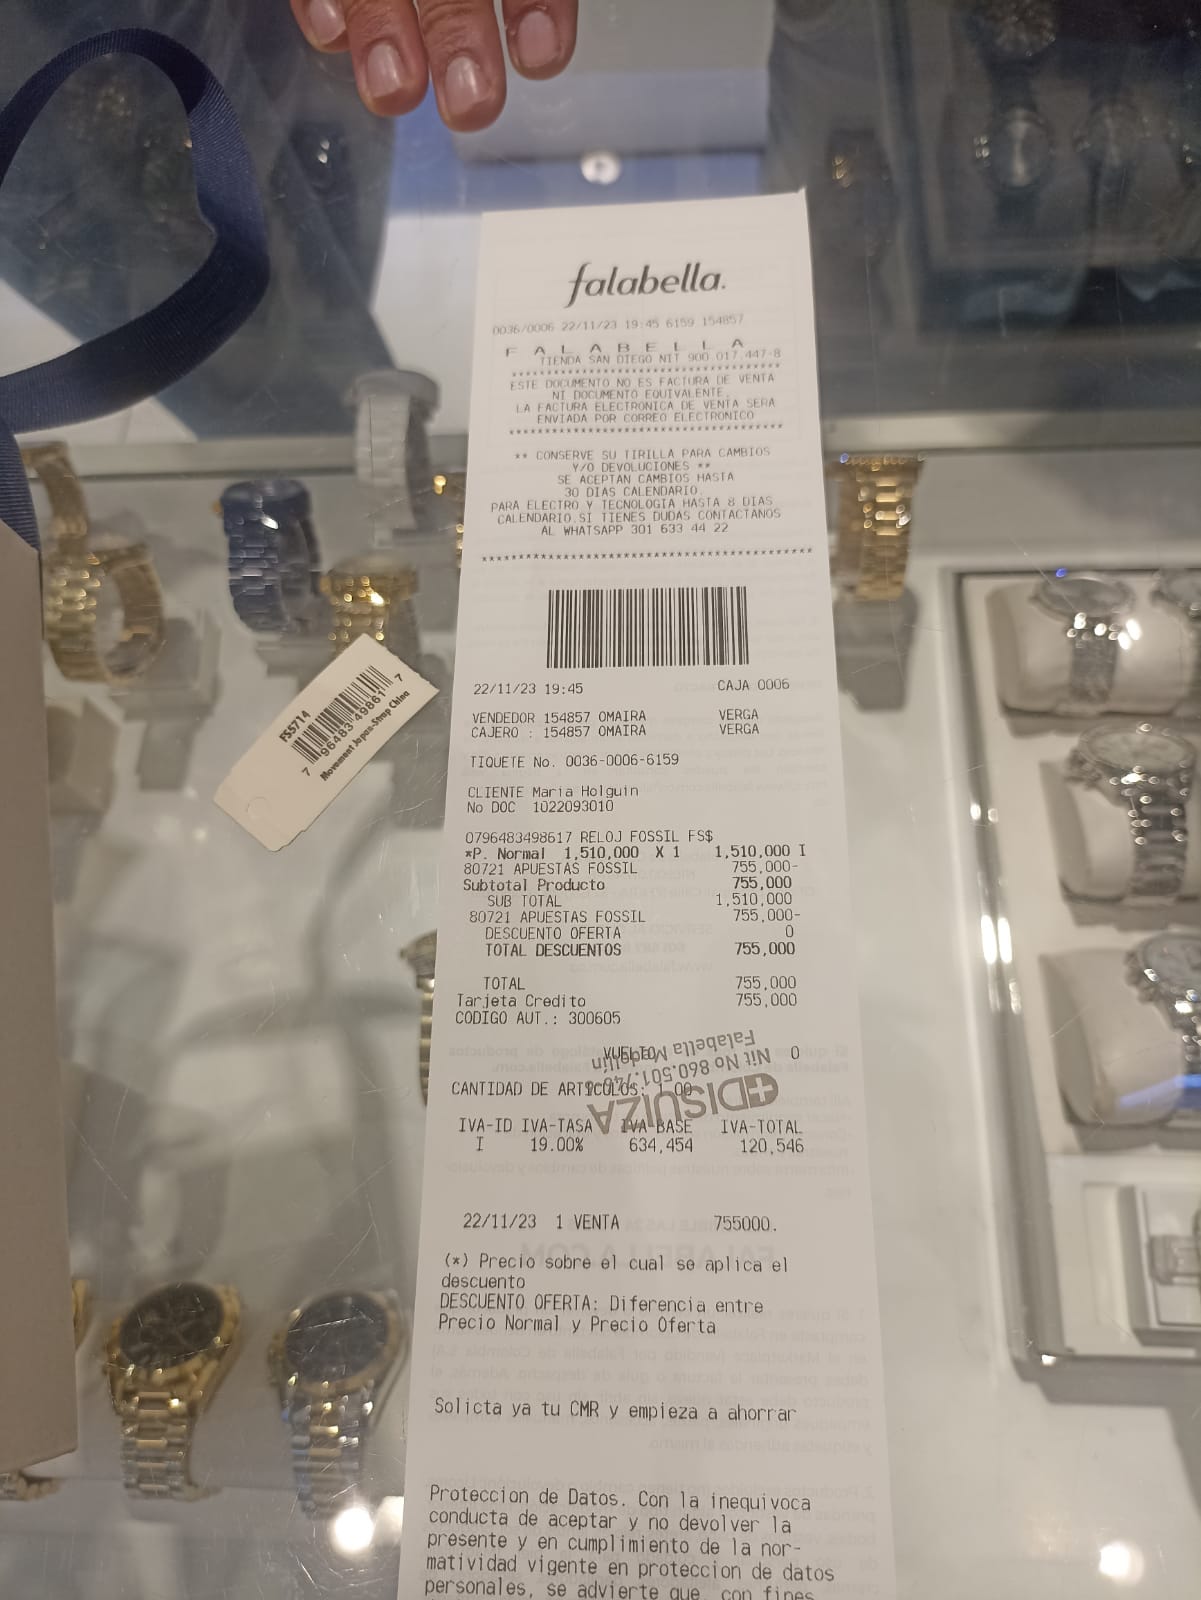 falabella.
0036/0006 22/11/23 19:45 6159 154857
F A L A B E L L A
TIENDA SAN DIEGO NIT 900.017.447-8
****************************************
ESTE DOCUMENTO NO ES FACTURA DE VENTA
NI DOCUMENTO EQUIVALENTE.
LA FACTURA ELECTRONICA DE VENTA SERA
ENVIADA POR CORREO ELECTRONICO
****************************************
** CONSERVE SU TIRILLA PARA CAMBIOS
Y/O DEVOLUCIONES **
SE ACEPTAN CAMBIOS HASTA
30 DIAS CALENDARIO.
PARA ELECTRO Y TECNOLOGIA HASTA 8 DIAS
CALENDARIO.SI TIENES DUDAS CONTACTANOS
AL WHATSAPP 301 633 44 22
****************************************
22/11/23 19:45 CAJA 0006
VENDEDOR 154857 OMAIRA VERGA
CAJERO : 154857 OMAIRA VERGA
TIQUETE No. 0036-0006-6159
CLIENTE Maria Holguin
No DOC 1022093010
0796483498617 RELOJ FOSSIL FS$
*P. Normal 1,510,000 X 1 1,510,000 I
80721 APUESTAS FOSSIL 755,000-
Subtotal Producto 755,000
SUB TOTAL 1,510,000
80721 APUESTAS FOSSIL 755,000-
DESCUENTO OFERTA 0
TOTAL DESCUENTOS 755,000
TOTAL 755,000
Tarjeta Credito 755,000
CODIGO AUT.: 300605
VUELTO 0
CANTIDAD DE ARTICULOS: 1.00
IVA-ID IVA-TASA IVA-BASE IVA-TOTAL
I 19.00% 634,454 120,546
22/11/23 1 VENTA 755000.
(*) Precio sobre el cual se aplica el
descuento
DESCUENTO OFERTA: Diferencia entre
Precio Normal y Precio Oferta
Solicta ya tu CMR y empieza a ahorrar
Proteccion de Datos. Con la inequivoca
conducta de aceptar y no devolver la
presente y en cumplimiento de la nor-
matividad vigente en proteccion de datos
personales, se advierte que, con fines
DISUIZA
Nit No 860.501.
Falabella Medellin
FS5714
7 96483 49861 7
Movement Japan-Strap China